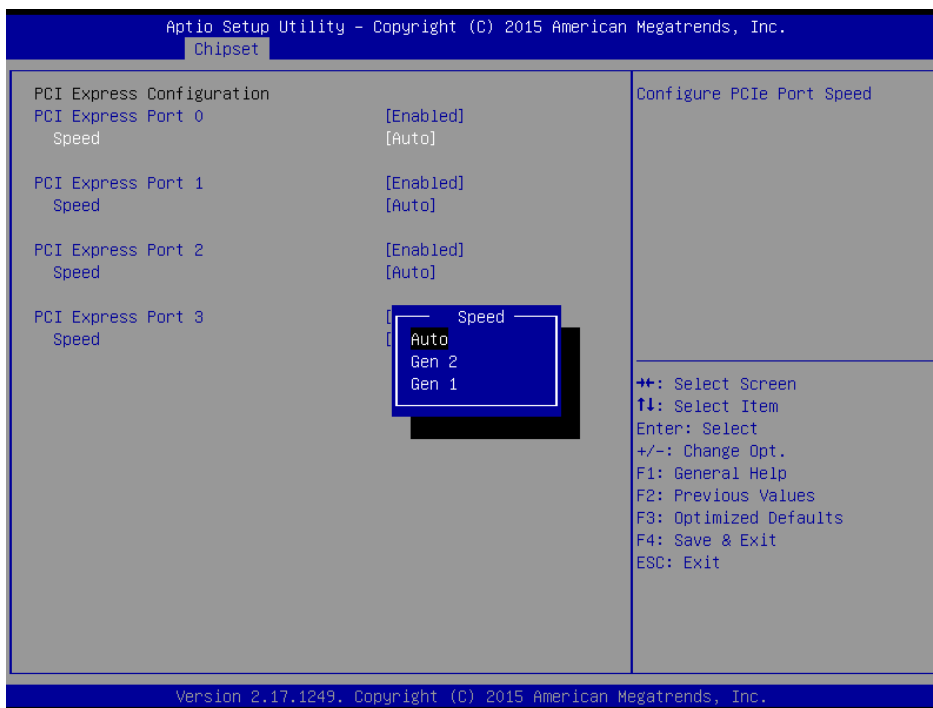 Aptio Setup Utility – Copyright (C) 2015 American Megatrends, Inc.
Chipset
PCI Express Configuration
PCI Express Port 0 [Enabled]
Speed [Auto]
PCI Express Port 1 [Enabled]
Speed [Auto]
PCI Express Port 2 [Enabled]
Speed [Auto]
PCI Express Port 3 [
Speed [
Speed
Auto
Gen 2
Gen 1
Configure PCIe Port Speed
→←: Select Screen
↑↓: Select Item
Enter: Select
+/-: Change Opt.
F1: General Help
F2: Previous Values
F3: Optimized Defaults
F4: Save & Exit
ESC: Exit
Version 2.17.1249. Copyright (C) 2015 American Megatrends, Inc.